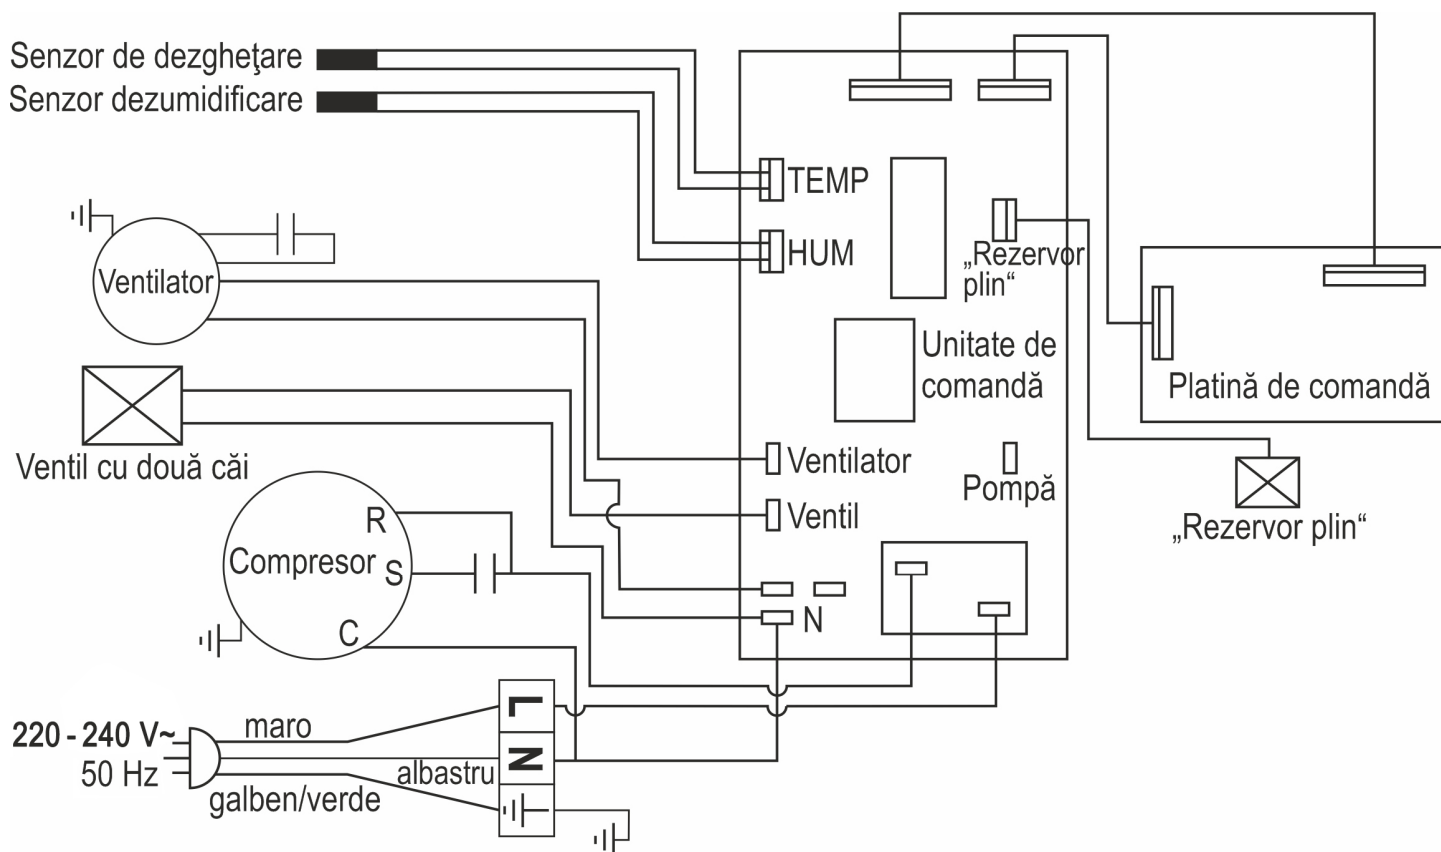 Senzor de dezgheţare
Senzor dezumidificare
TEMP
HUM
„Rezervor
plin“
Ventilator
Unitate de
comandă
Platină de comandă
Ventil cu două căi
Ventilator
Pompă
Ventil
„Rezervor plin“
R
Compresor
S
C
N
L
maro
220 - 240 V~
50 Hz
N
albastru
galben/verde